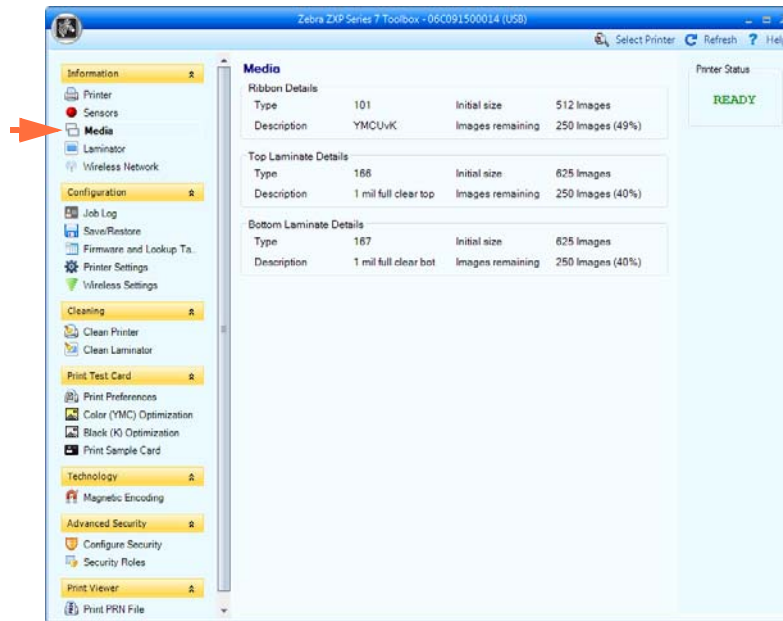 Zebra ZXP Series 7 Toolbox - 06C091500014 (USB)
Select Printer Refresh ? Help
Information
Printer
Sensors
Media
Laminator
Wireless Network
Configuration
Job Log
Save/Restore
Firmware and Lookup Ta..
Printer Settings
Wireless Settings
Cleaning
Clean Printer
Clean Laminator
Print Test Card
Print Preferences
Color (YMC) Optimization
Black (K) Optimization
Print Sample Card
Technology
Magnetic Encoding
Advanced Security
Configure Security
Security Roles
Print Viewer
Print PRN File
Media
Ribbon Details
Type 101 Initial size 512 Images
Description YMCUvK Images remaining 250 Images (49%)
Top Laminate Details
Type 166 Initial size 625 Images
Description 1 mil full clear top Images remaining 250 Images (40%)
Bottom Laminate Details
Type 167 Initial size 625 Images
Description 1 mil full clear bot Images remaining 250 Images (40%)
Printer Status
READY